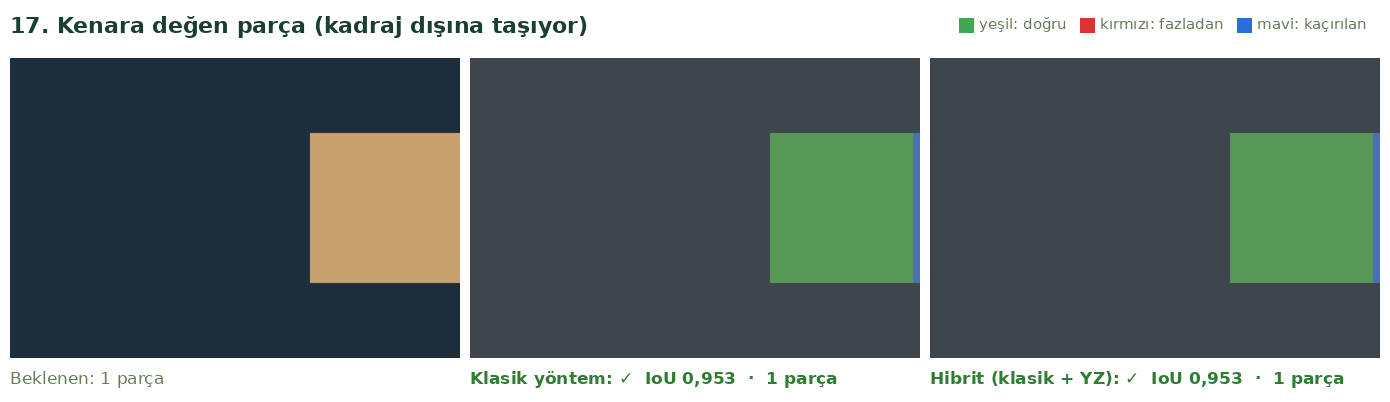 17. Kenara değen parça (kadraj dışına taşıyor)
yeşil: doğru kırmızı: fazladan mavi: kaçırılan
Beklenen: 1 parça
Klasik yöntem: ✓ IoU 0,953 · 1 parça
Hibrit (klasik + YZ): ✓ IoU 0,953 · 1 parça